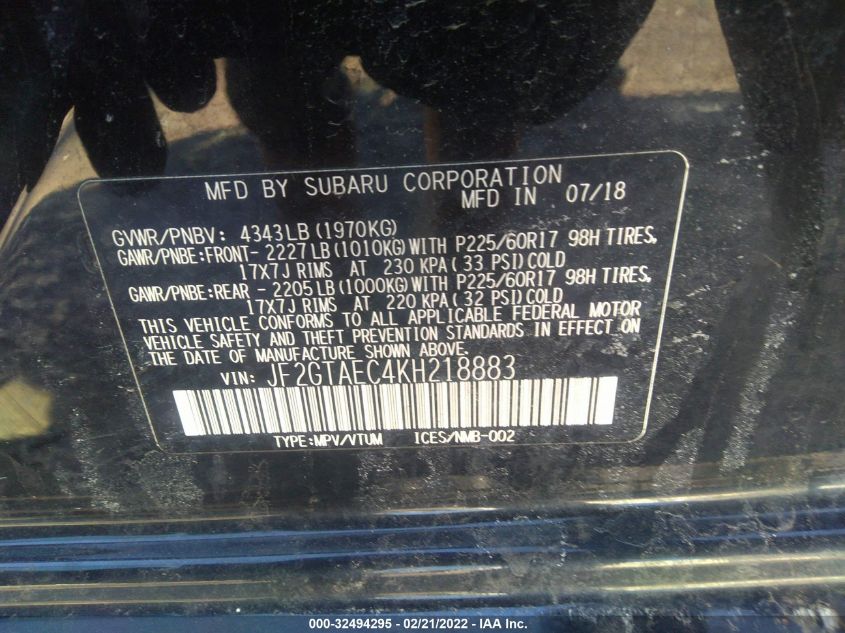 MFD BY SUBARU CORPORATION
MFD IN 07/18
GVWR/PNBV: 4343LB (1970KG)
GAWR/PNBE:FRONT- 2227LB(1010KG)WITH P225/60R17 98H TIRES,
17X7J RIMS AT 230 KPA( 33 PSI)COLD
GAWR/PNBE:REAR - 2205LB(1000KG)WITH P225/60R17 98H TIRES,
17X7J RIMS AT 220 KPA( 32 PSI)COLD
THIS VEHICLE CONFORMS TO ALL APPLICABLE FEDERAL MOTOR
VEHICLE SAFETY AND THEFT PREVENTION STANDARDS IN EFFECT ON
THE DATE OF MANUFACTURE SHOWN ABOVE.
VIN: JF2GTAEC4KH218883
TYPE:MPV/VTUM ICES/NMB-002
000-32494295 - 02/21/2022 - IAA Inc.